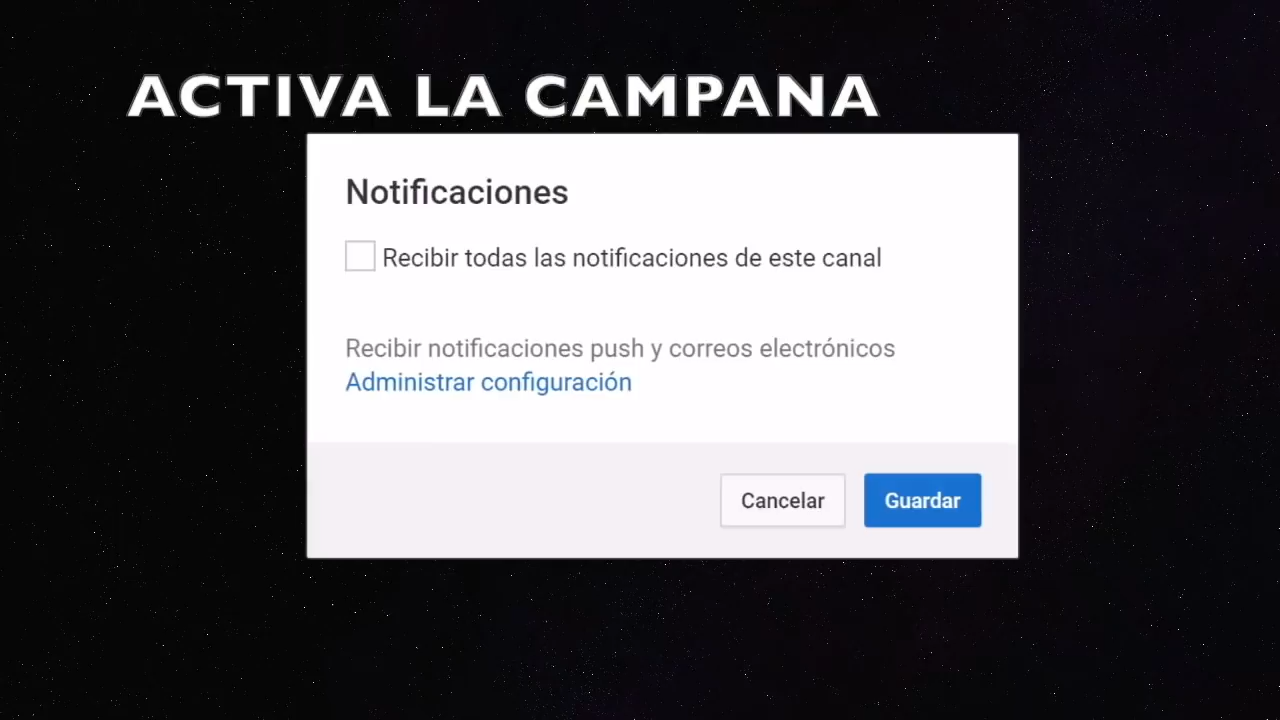 ACTIVA LA CAMPANA
Notificaciones
Recibir todas las notificaciones de este canal
Recibir notificaciones push y correos electrónicos
Administrar configuración
Cancelar
Guardar